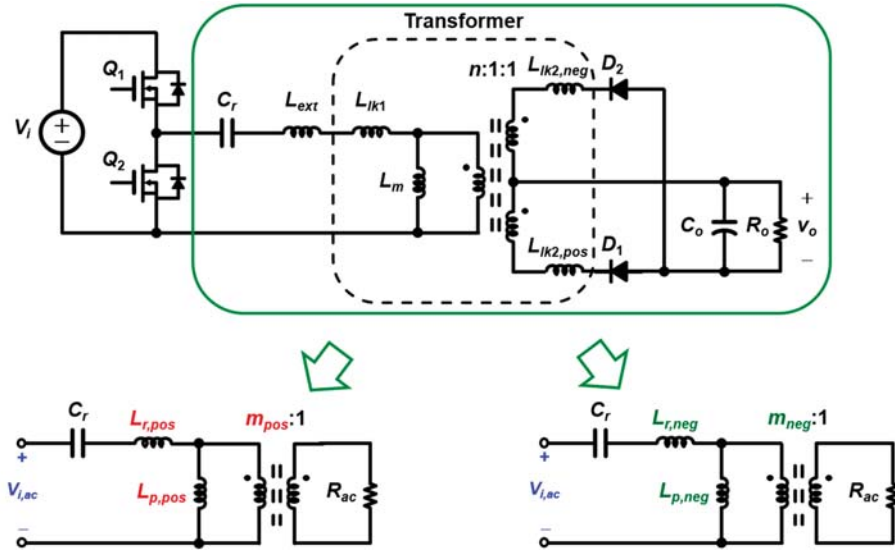 Transformer
n:1:1
Llk2,neg
D2
Q1
Cr
Lext
Llk1
Vi
+
−
Q2
Lm
Co
Ro
+
vo
−
Llk2,pos
D1
Cr
Lr,pos
mpos:1
+
Vi,ac
−
Lp,pos
Rac
Cr
Lr,neg
mneg:1
+
Vi,ac
−
Lp,neg
Rac